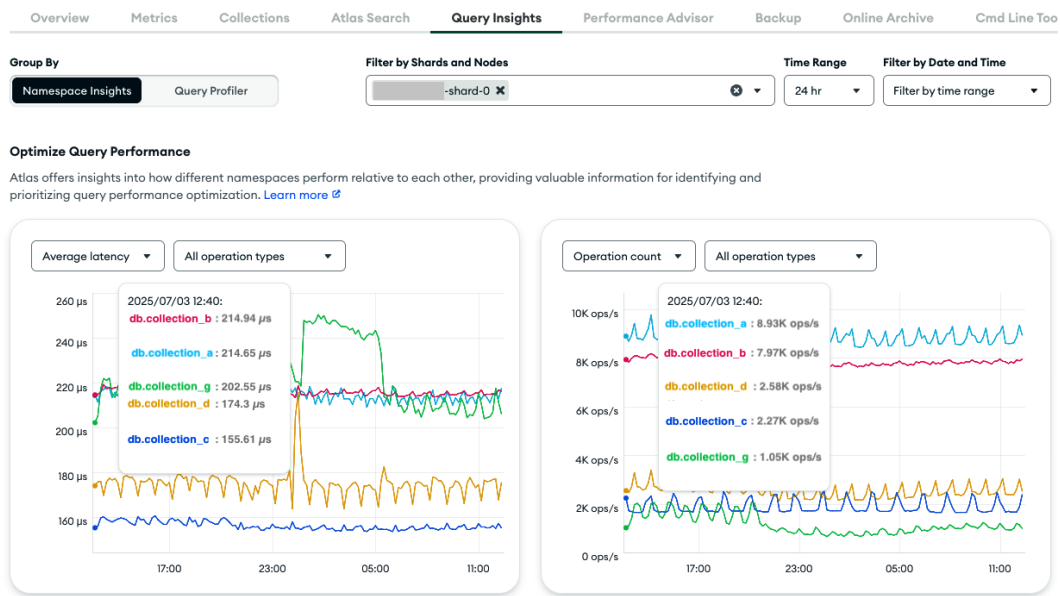 Overview Metrics Collections Atlas Search Query Insights Performance Advisor Backup Online Archive Cmd Line Too
Group By
Namespace Insights Query Profiler
Filter by Shards and Nodes
-shard-0
Time Range
24 hr
Filter by Date and Time
Filter by time range
Optimize Query Performance
Atlas offers insights into how different namespaces perform relative to each other, providing valuable information for identifying and
prioritizing query performance optimization. Learn more
Average latency All operation types
260 µs
240 µs
220 µs
200 µs
180 µs
160 µs
2025/07/03 12:40:
db.collection_b : 214.94 µs
db.collection_a : 214.65 µs
db.collection_g : 202.55 µs
db.collection_d : 174.3 µs
db.collection_c : 155.61 µs
17:00 23:00 05:00 11:00
Operation count All operation types
10K ops/s
8K ops/s
6K ops/s
4K ops/s
2K ops/s
0 ops/s
2025/07/03 12:40:
db.collection_a : 8.93K ops/s
db.collection_b : 7.97K ops/s
db.collection_d : 2.58K ops/s
db.collection_c : 2.27K ops/s
db.collection_g : 1.05K ops/s
17:00 23:00 05:00 11:00